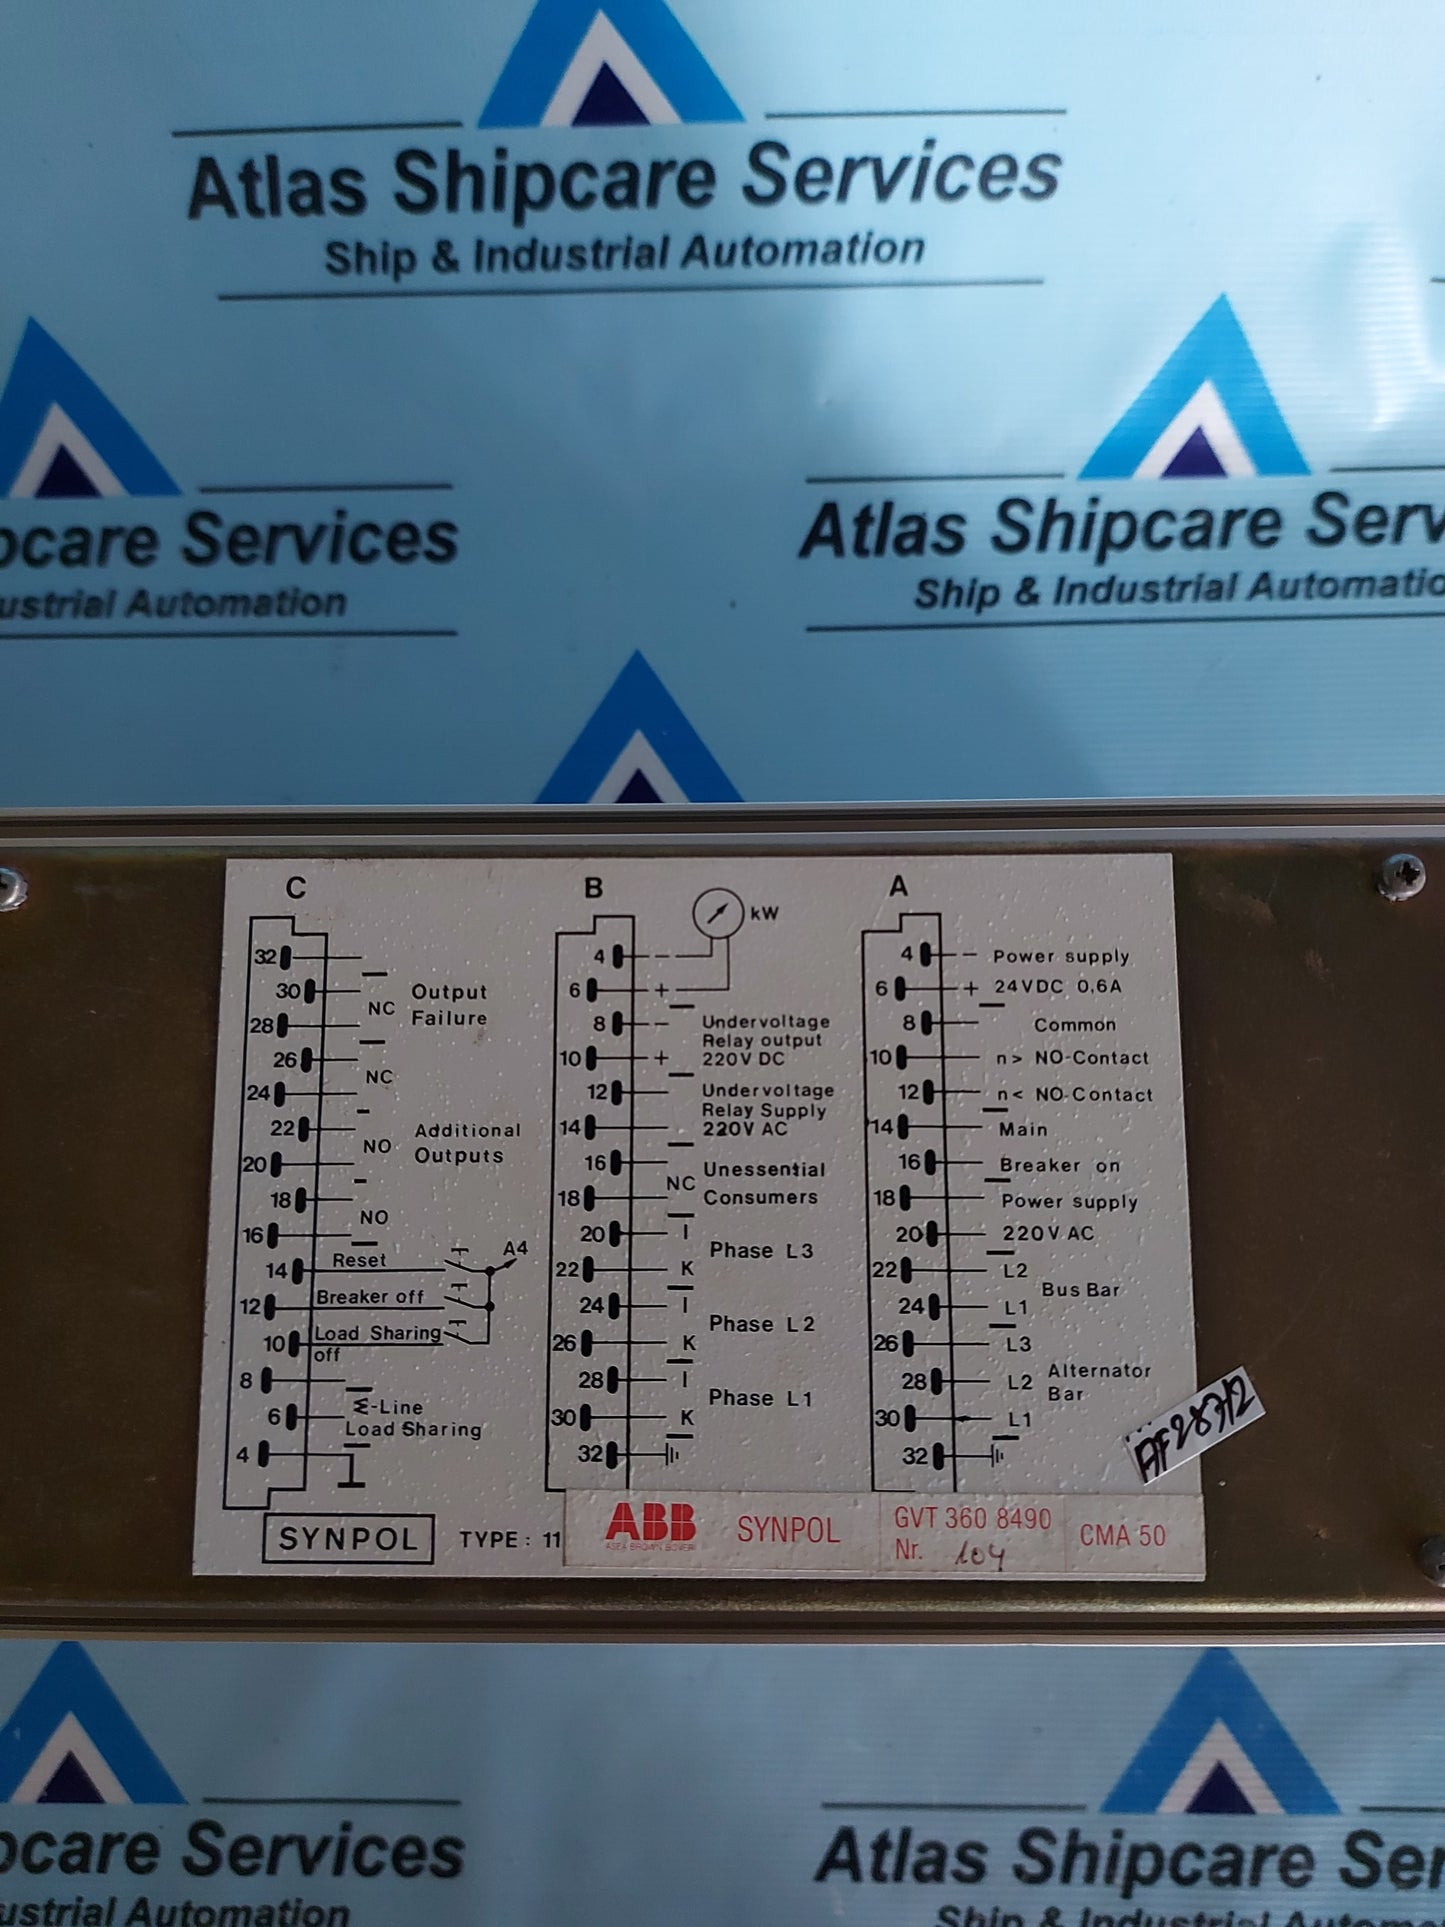 Atlas Shipcare Services
Ship & Industrial Automation
pcare Services
ustrial Automation
Atlas Shipcare Serv
Ship & Industrial Automatio
C
32
30
NC
Output
Failure
28
26
NC
24
22
NO
Additional
Outputs
20
18
NO
16
14
Reset
A4
12
Breaker off
10
Load Sharing
off
8
6
-Line
Load Sharing
4
B
kW
4 –
6 +
8 –
Undervoltage
Relay output
220V DC
10 +
12
Undervoltage
Relay Supply
220V AC
14
16
NC
Unessential
Consumers
18
20 I
Phase L3
22 K
24 I
Phase L2
26 K
28 I
Phase L1
30 K
32
A
4 – Power supply
6 + 24VDC 0,6A
8 Common
10 n> NO-Contact
12 n< NO-Contact
14 Main
16 Breaker on
18 Power supply
20 220V AC
22 L2
Bus Bar
24 L1
26 L3
28 L2
Alternator
Bar
30 L1
32
AF28712
SYNPOL
TYPE: 11
ABB
ASEA BROWN BOVERI
SYNPOL
GVT 360 8490
Nr. 104
CMA 50
pcare Services
ustrial Automation
Atlas Shipcare Ser
Ship & Industrial Automation